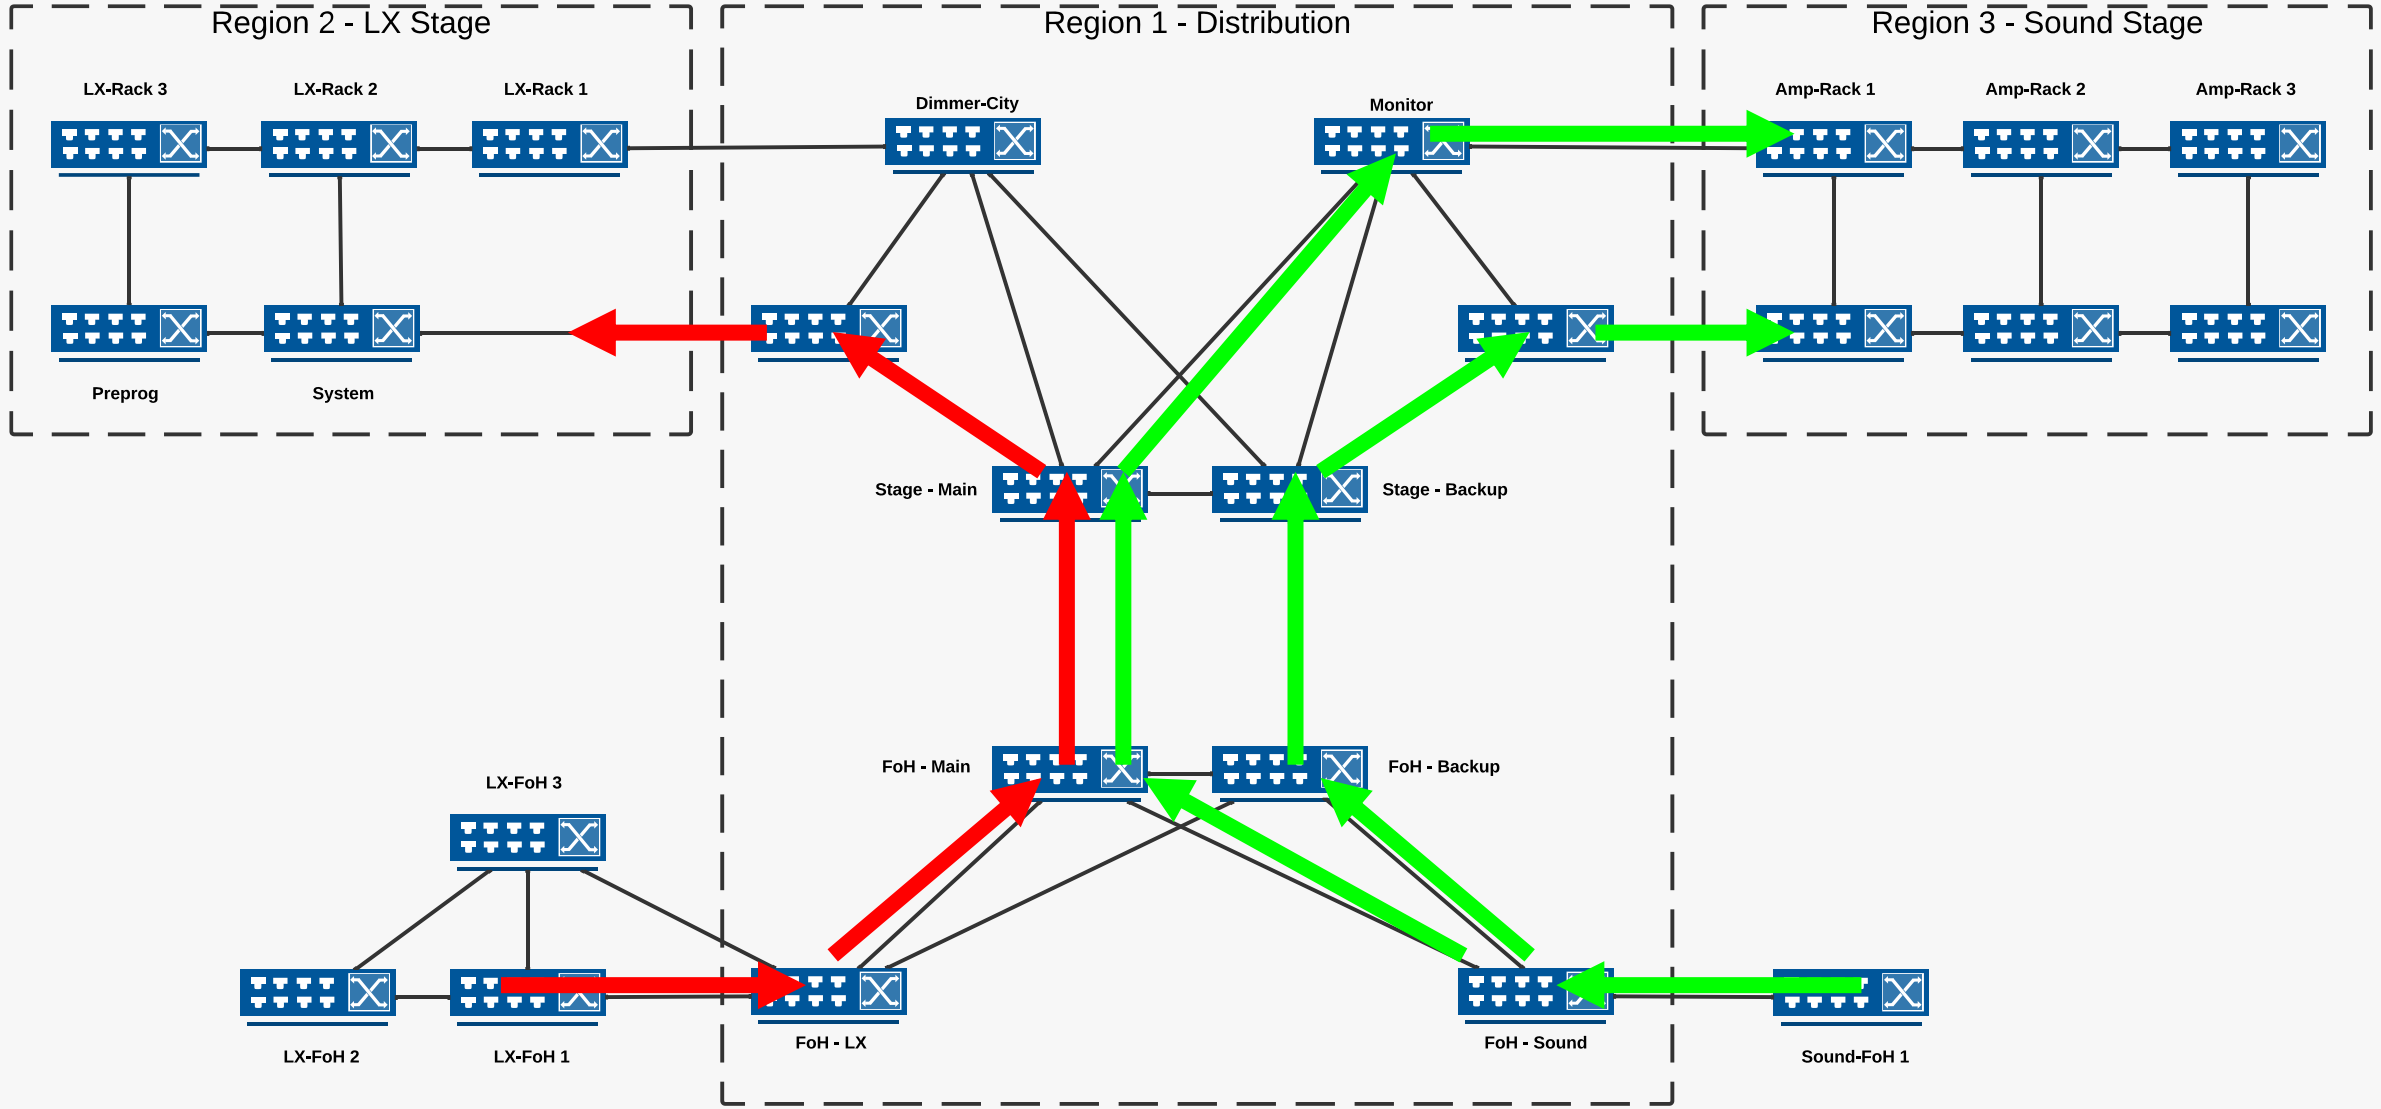 Region 2 - LX Stage
Region 1 - Distribution
Region 3 - Sound Stage
LX-Rack 3
LX-Rack 2
LX-Rack 1
Dimmer-City
Monitor
Amp-Rack 1
Amp-Rack 2
Amp-Rack 3
Preprog
System
Stage - Main
Stage - Backup
FoH - Main
FoH - Backup
LX-FoH 3
LX-FoH 2
LX-FoH 1
FoH - LX
FoH - Sound
Sound-FoH 1